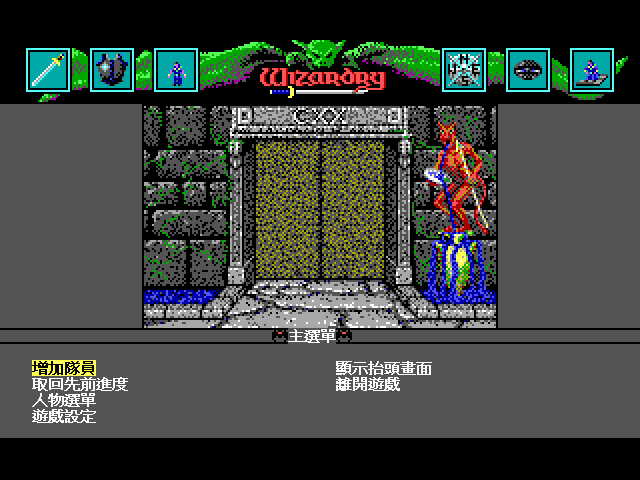 Wizardry
CXX
主選單
增加隊員
取回先前進度
人物選單
遊戲設定
顯示抬頭畫面
離開遊戲